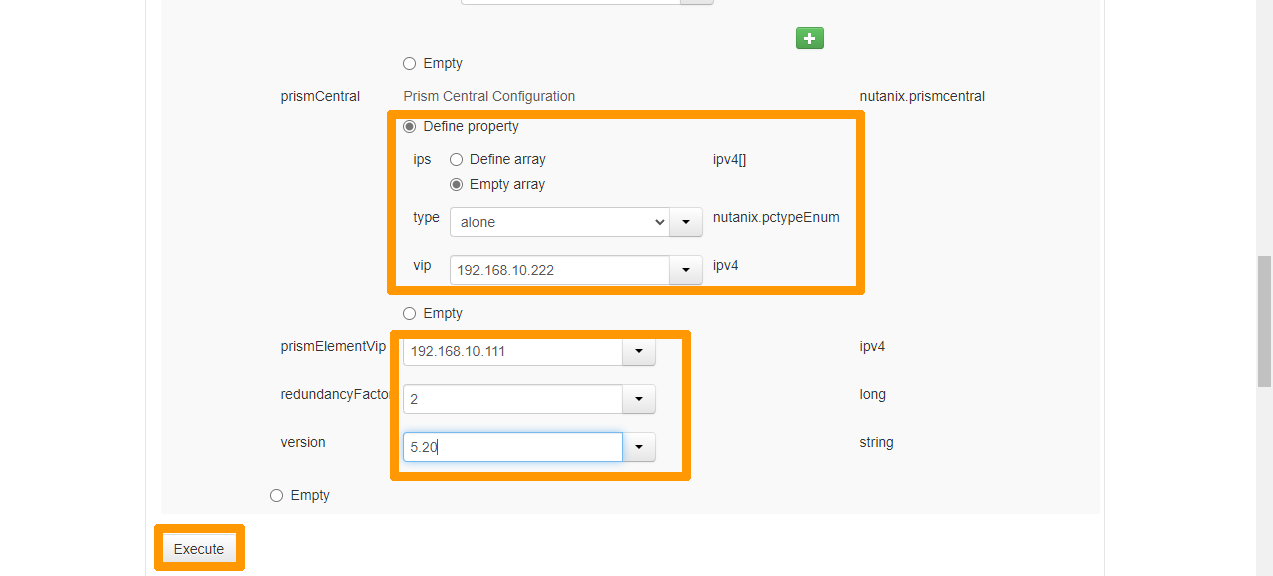 Empty
prismCentral Prism Central Configuration nutanix.prismcentral
Define property
ips Define array ipv4[]
Empty array
type alone nutanix.pctypeEnum
vip 192.168.10.222 ipv4
Empty
prismElementVip 192.168.10.111 ipv4
redundancyFacto 2 long
version 5.20 string
Empty
Execute